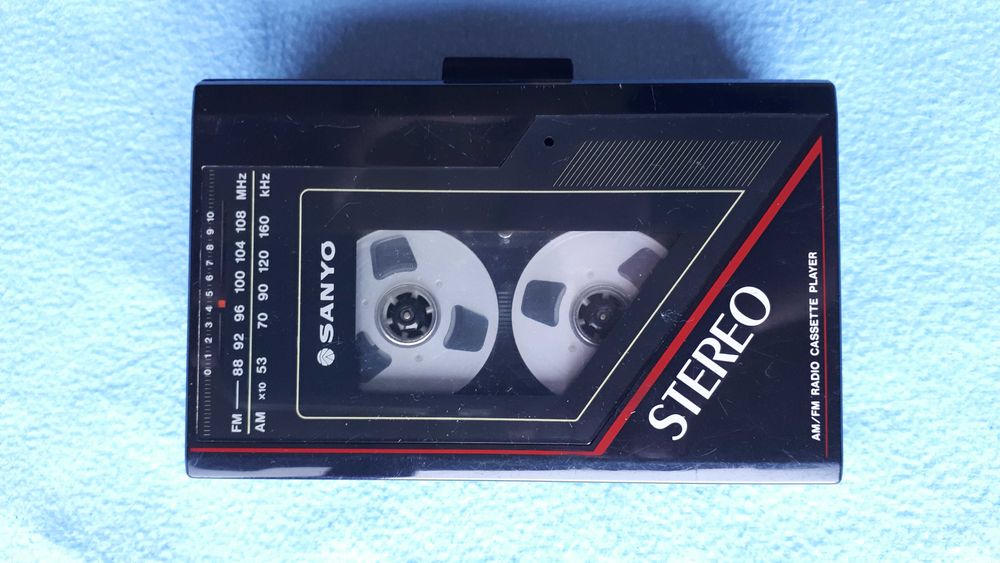 0 1 2 3 4 5 6 7 8 9 10
FM 88 92 96 100 104 108 MHz
AM x10 53 70 90 120 160 kHz
SANYO
STEREO
AM/FM RADIO CASSETTE PLAYER